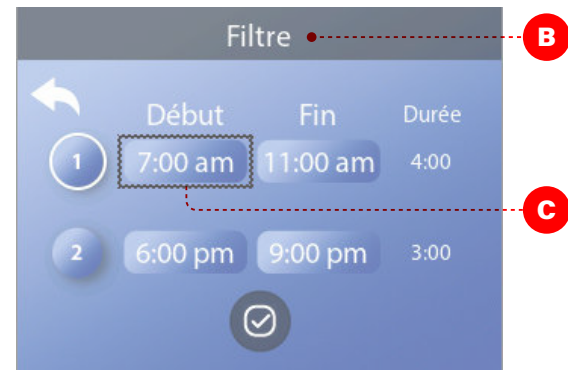 Filtre B
Début Fin Durée
1 7:00 am 11:00 am 4:00
C
2 6:00 pm 9:00 pm 3:00